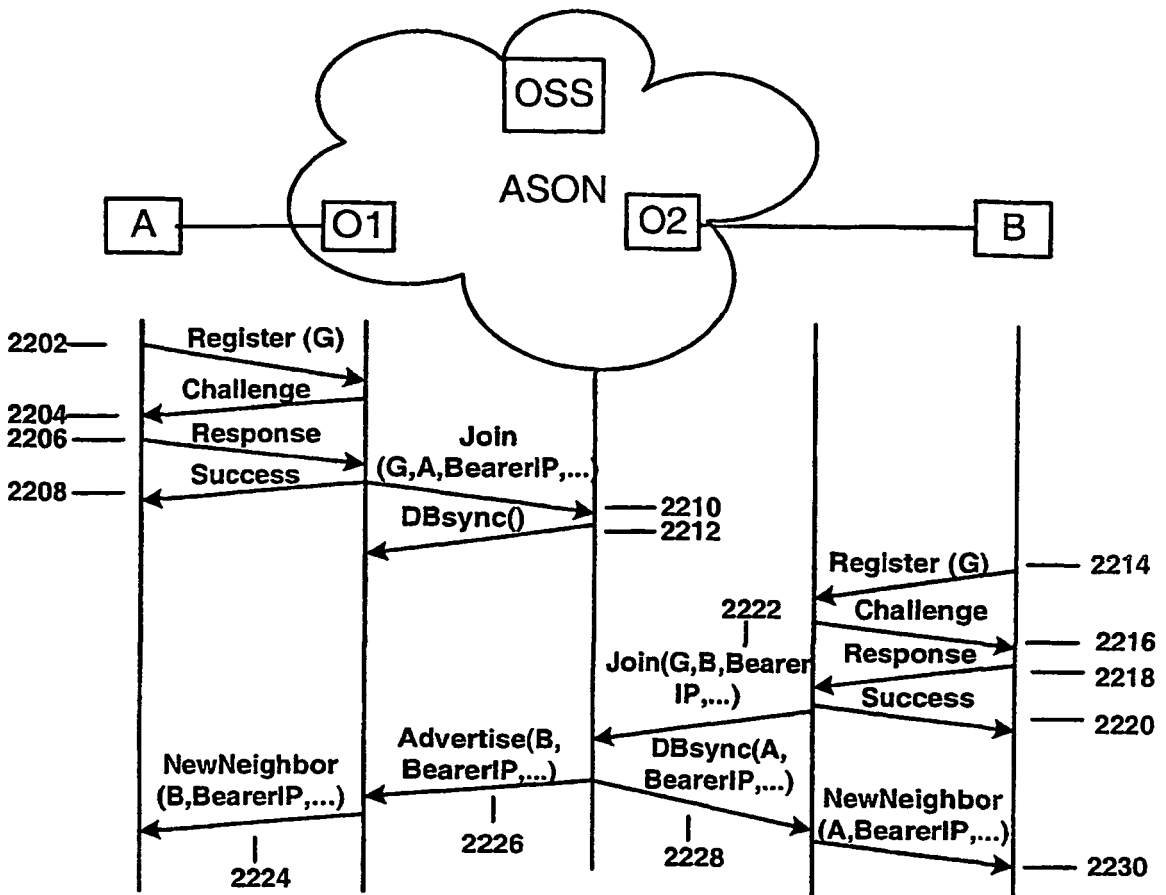 OSS
ASON
A
O1
O2
B
2202
Register (G)
Challenge
2204
2206
Response
Join
(G,A,BearerIP,...)
Success
2208
2210
DBsync()
2212
Register (G)
2214
2222
Challenge
2216
Join(G,B,Bearer
IP,...)
Response
2218
Success
2220
Advertise(B,
BearerIP,...)
DBsync(A,
BearerIP,...)
NewNeighbor
(B,BearerIP,...)
NewNeighbor
(A,BearerIP,...)
2226
2228
2224
2230